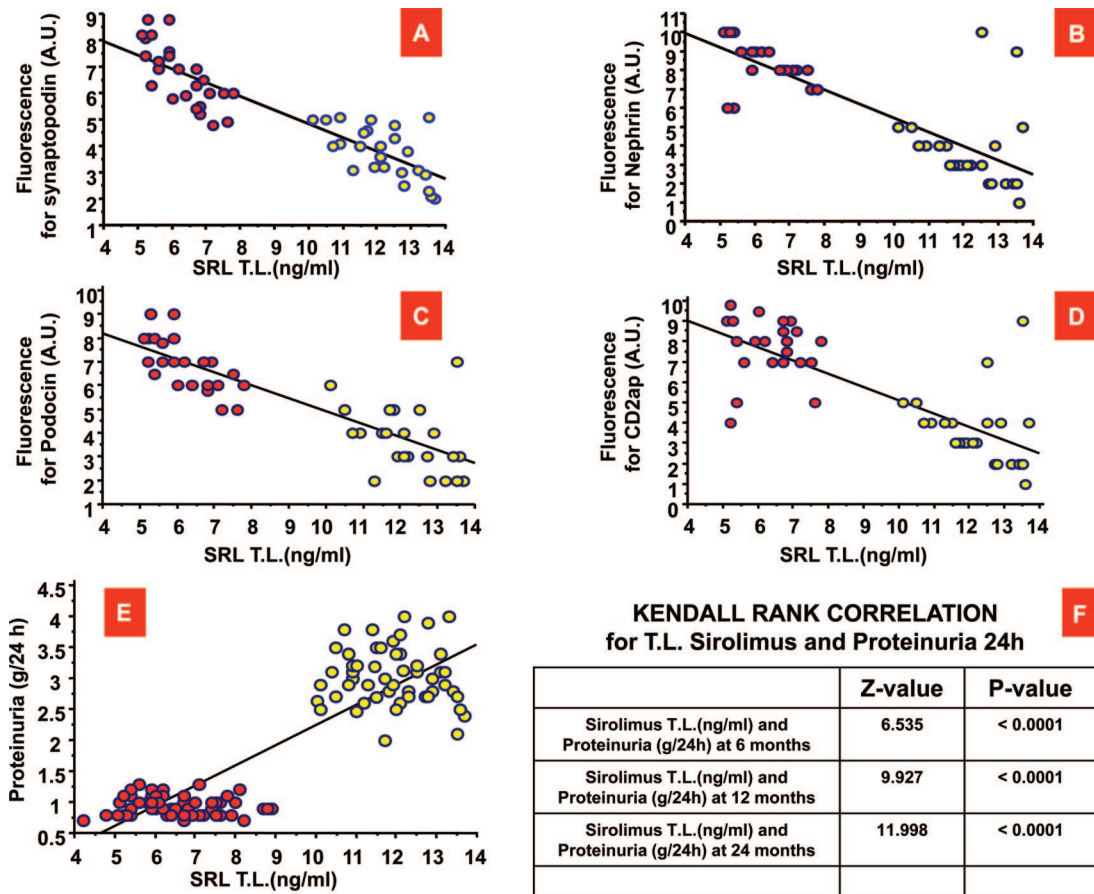 A
Fluorescence
for synaptopodin (A.U.)
9
8
7
6
5
4
3
2
1
4 5 6 7 8 9 10 11 12 13 14
SRL T.L.(ng/ml)
B
Fluorescence
for Nephrin (A.U.)
11
10
9
8
7
6
5
4
3
2
1
0
4 5 6 7 8 9 10 11 12 13 14
SRL T.L.(ng/ml)
C
Fluorescence
for Podocin (A.U.)
10
9
8
7
6
5
4
3
2
1
4 5 6 7 8 9 10 11 12 13 14
SRL T.L.(ng/ml)
D
Fluorescence
for CD2ap (A.U.)
10
9
8
7
6
5
4
3
2
1
0
4 5 6 7 8 9 10 11 12 13 14
SRL T.L.(ng/ml)
E
Proteinuria (g/24 h)
4.5
4
3.5
3
2.5
2
1.5
1
0.5
4 5 6 7 8 9 10 11 12 13 14
SRL T.L.(ng/ml)
F
KENDALL RANK CORRELATION
for T.L. Sirolimus and Proteinuria 24h
Z-value P-value
Sirolimus T.L.(ng/ml) and
Proteinuria (g/24h) at 6 months
6.535 < 0.0001
Sirolimus T.L.(ng/ml) and
Proteinuria (g/24h) at 12 months
9.927 < 0.0001
Sirolimus T.L.(ng/ml) and
Proteinuria (g/24h) at 24 months
11.998 < 0.0001